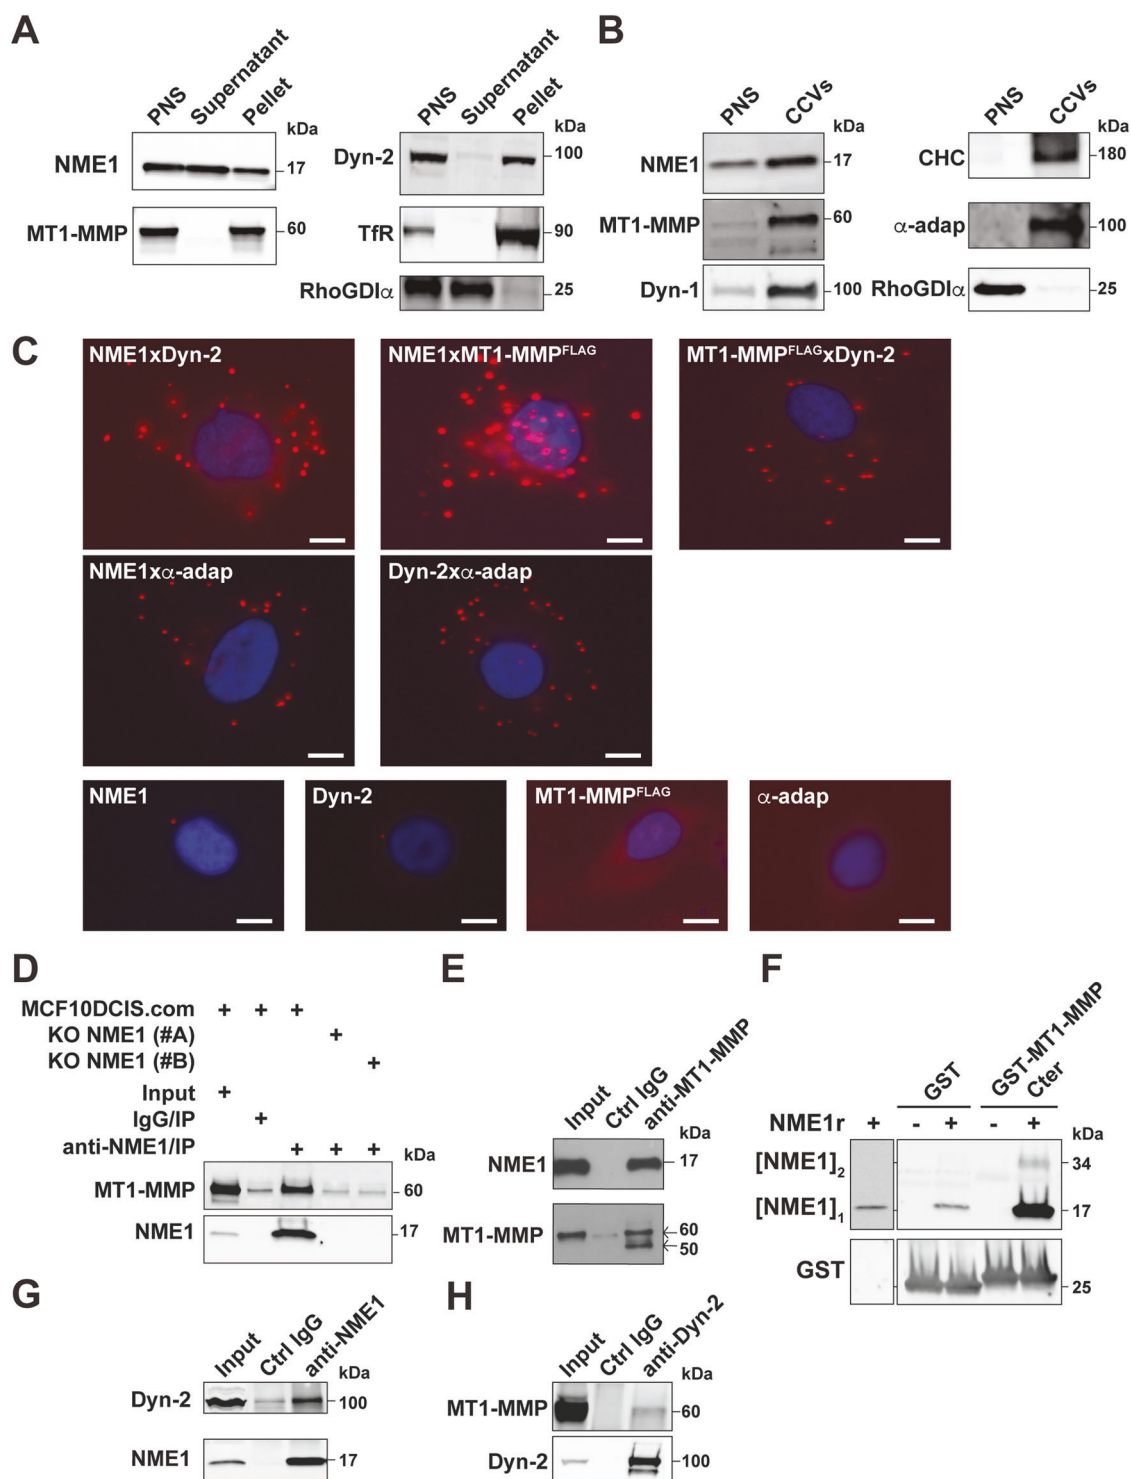 A
PNS Supernatant Pellet
kDa
NME1 17
MT1-MMP 60
PNS Supernatant Pellet
kDa
Dyn-2 100
TfR 90
RhoGDIα 25
B
PNS CCVs
kDa
NME1 17
MT1-MMP 60
Dyn-1 100
PNS CCVs
kDa
CHC 180
α-adap 100
RhoGDIα 25
C
NME1xDyn-2
NME1xMT1-MMPFLAG
MT1-MMPFLAGxDyn-2
NME1xα-adap
Dyn-2xα-adap
NME1
Dyn-2
MT1-MMPFLAG
α-adap
D
MCF10DCIS.com + + +
KO NME1 (#A) +
KO NME1 (#B) +
Input +
IgG/IP +
anti-NME1/IP + + +
kDa
MT1-MMP 60
NME1 17
E
Input Ctrl IgG anti-MT1-MMP
kDa
NME1 17
MT1-MMP 60
50
F
GST GST-MT1-MMP Cter
NME1r + - + - +
kDa
[NME1]2 34
[NME1]1 17
GST 25
G
Input Ctrl IgG anti-NME1
kDa
Dyn-2 100
NME1 17
H
Input Ctrl IgG anti-Dyn-2
kDa
MT1-MMP 60
Dyn-2 100